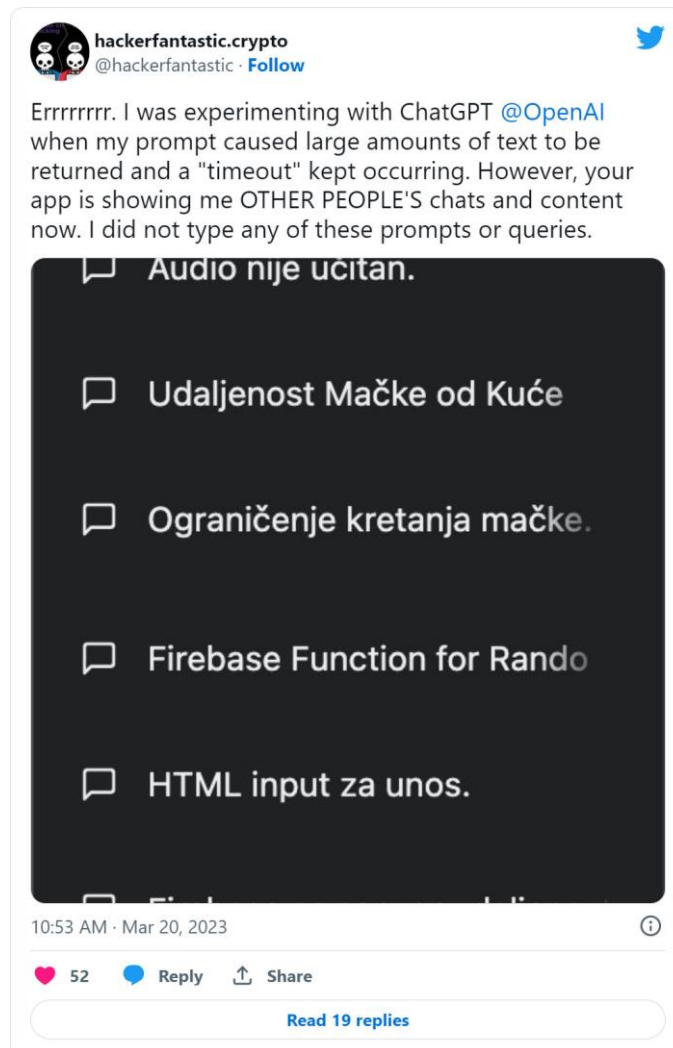 hackerfantastic.crypto
@hackerfantastic · Follow
Errrrrrrr. I was experimenting with ChatGPT @OpenAI
when my prompt caused large amounts of text to be
returned and a "timeout" kept occurring. However, your
app is showing me OTHER PEOPLE'S chats and content
now. I did not type any of these prompts or queries.
Audio nije učitan.
Udaljenost Mačke od Kuće
Ograničenje kretanja mačke.
Firebase Function for Rando
HTML input za unos.
10:53 AM · Mar 20, 2023
52 Reply Share
Read 19 replies